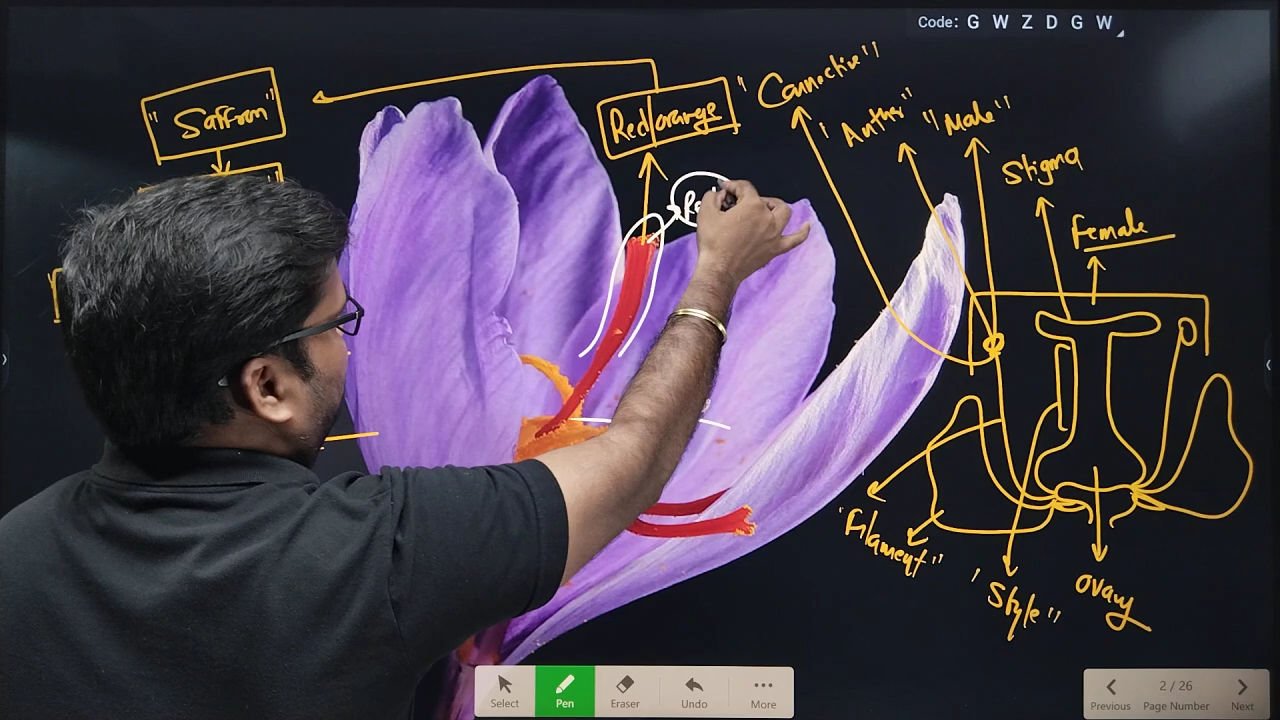 Code: G W Z D G W
"Saffron"
Red/orange
"Connective"
"Anther"
"Male"
Stigma
Female
"Filament"
"Style"
Ovary
Select
Pen
Eraser
Undo
More
Previous
2 / 26
Page Number
Next